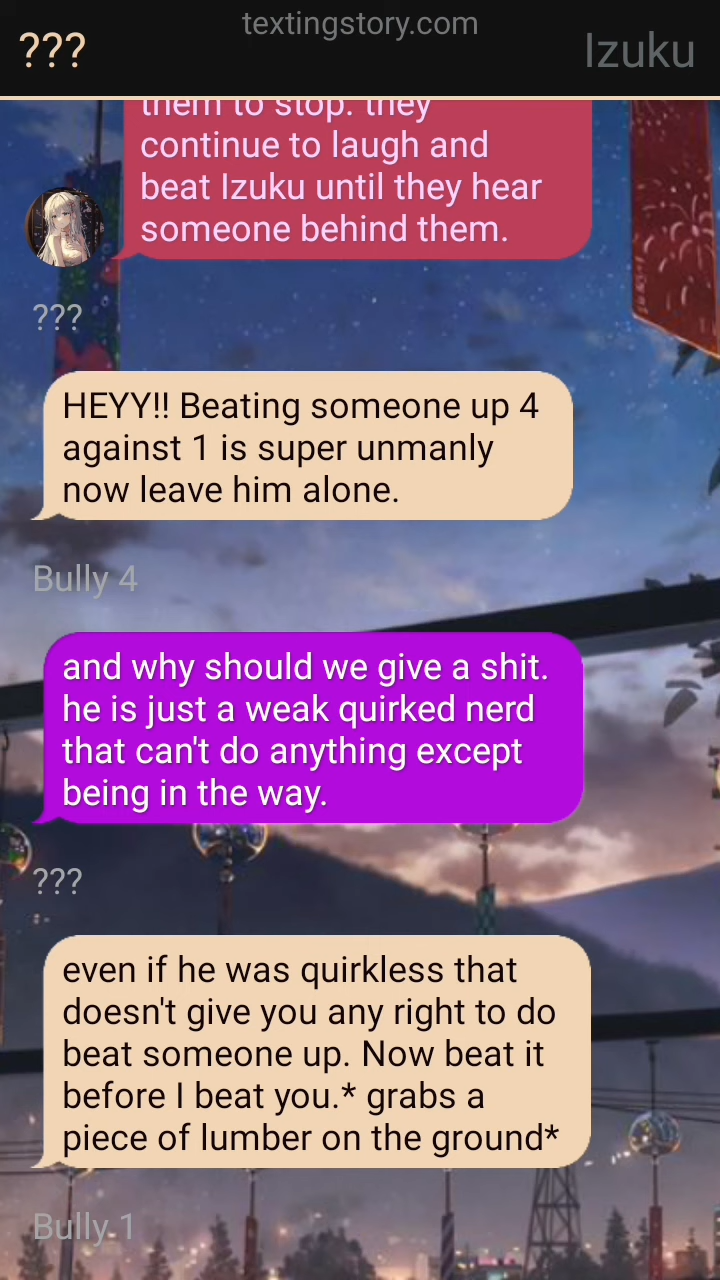 textingstory.com
???
Izuku
them to stop. they
continue to laugh and
beat Izuku until they hear
someone behind them.
???
HEYY!! Beating someone up 4
against 1 is super unmanly
now leave him alone.
Bully 4
and why should we give a shit.
he is just a weak quirked nerd
that can't do anything except
being in the way.
???
even if he was quirkless that
doesn't give you any right to do
beat someone up. Now beat it
before I beat you.* grabs a
piece of lumber on the ground*
Bully 1